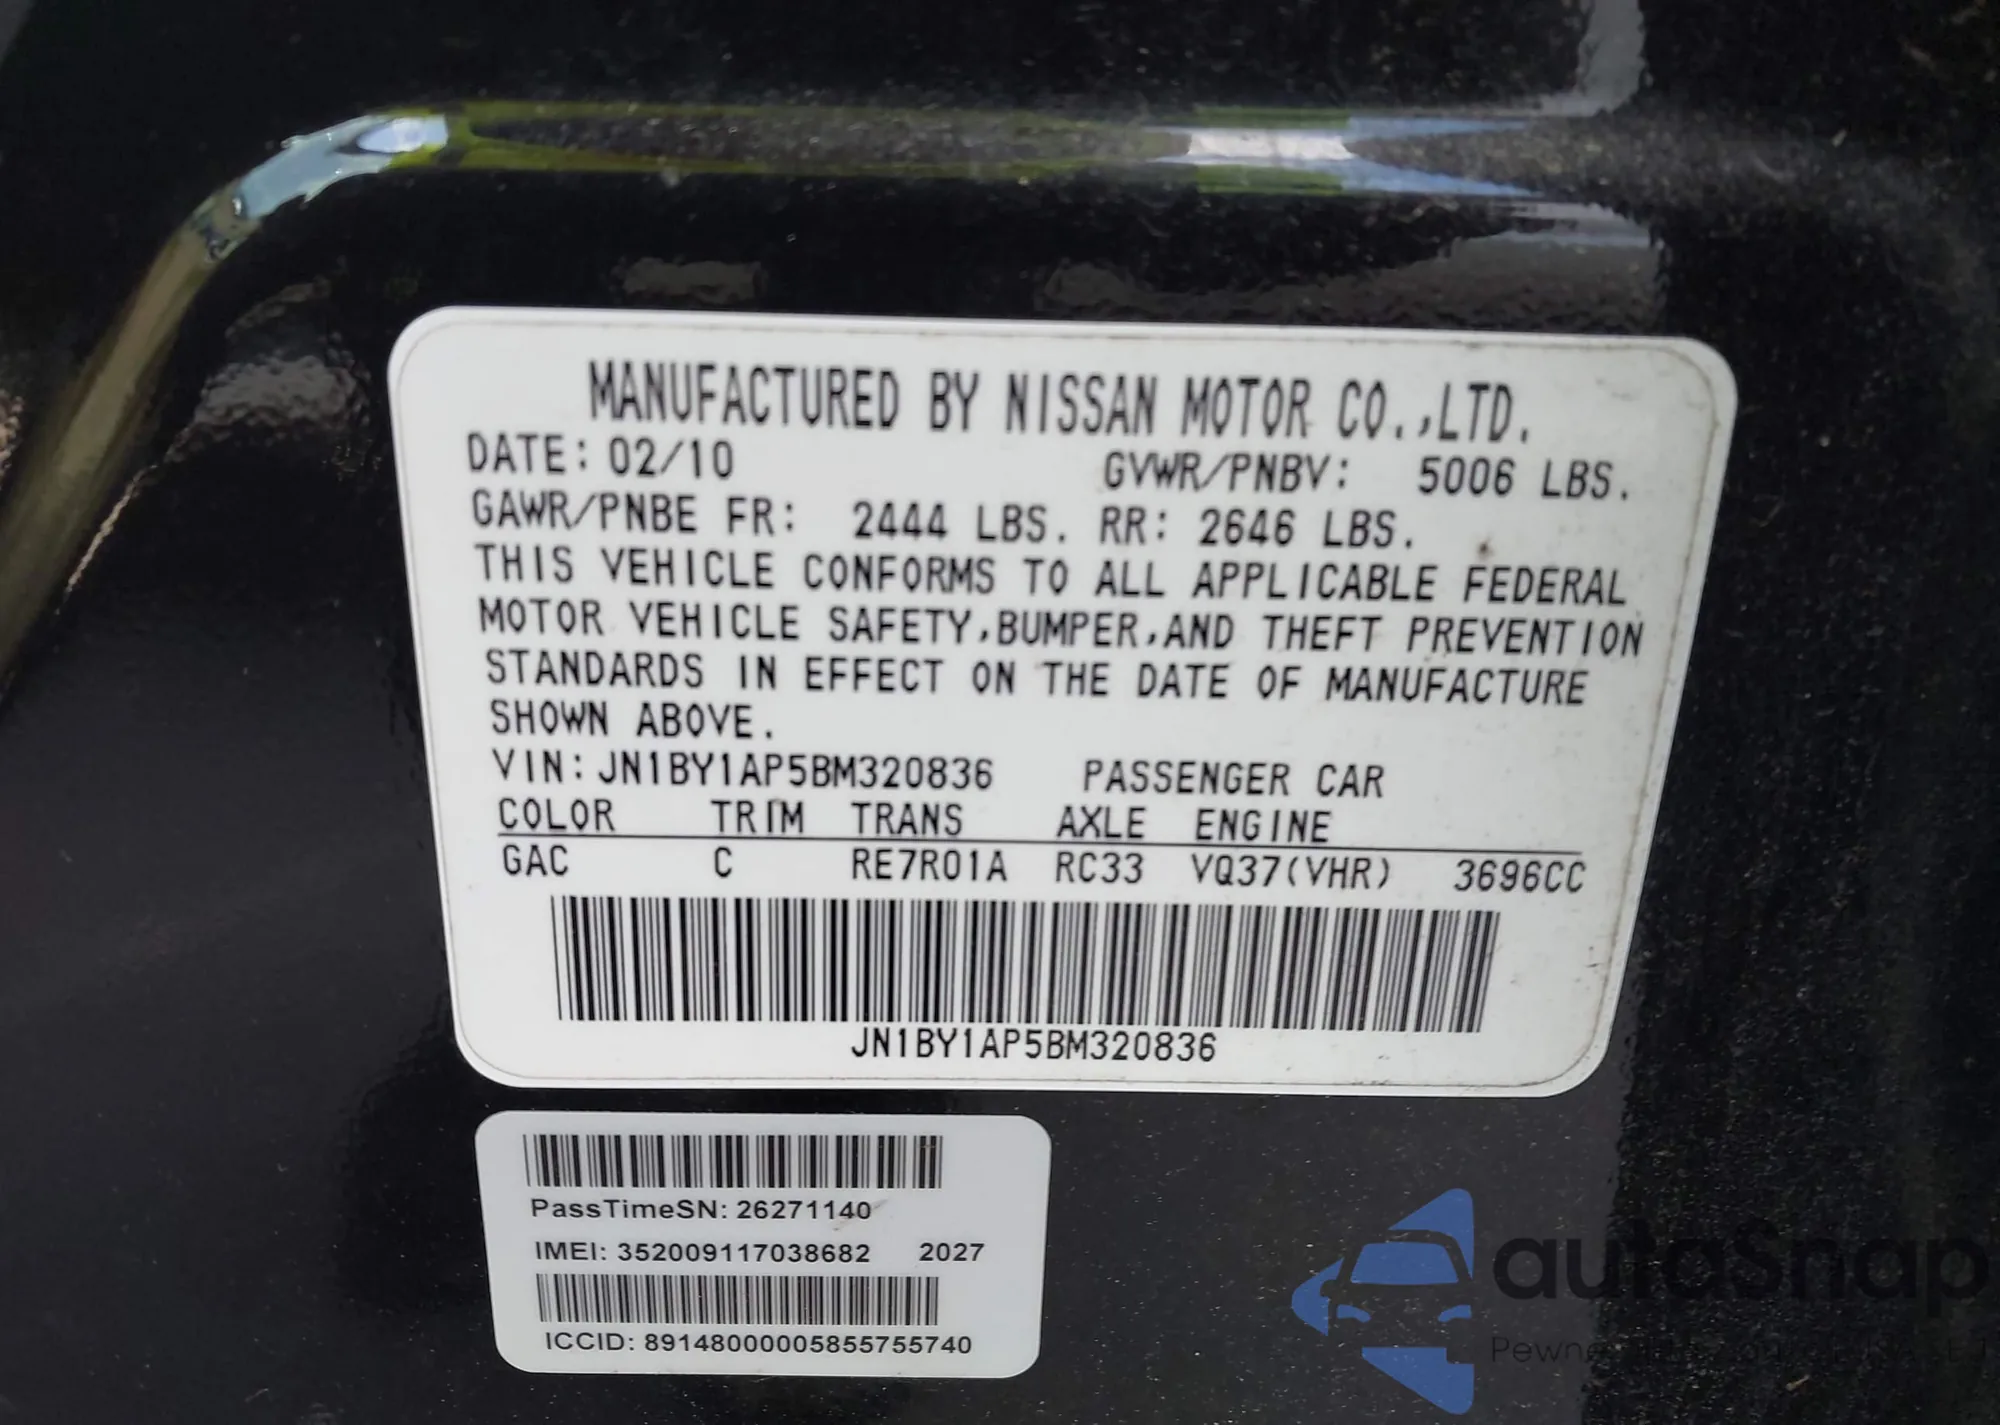 MANUFACTURED BY NISSAN MOTOR CO.,LTD.
DATE: 02/10 GVWR/PNBV: 5006 LBS.
GAWR/PNBE FR: 2444 LBS. RR: 2646 LBS.
THIS VEHICLE CONFORMS TO ALL APPLICABLE FEDERAL
MOTOR VEHICLE SAFETY,BUMPER,AND THEFT PREVENTION
STANDARDS IN EFFECT ON THE DATE OF MANUFACTURE
SHOWN ABOVE.
VIN: JN1BY1AP5BM320836 PASSENGER CAR
COLOR TRIM TRANS AXLE ENGINE
GAC C RE7R01A RC33 VQ37(VHR) 3696CC
JN1BY1AP5BM320836
PassTimeSN: 26271140
IMEI: 352009117038682 2027
ICCID: 89148000005855755740
autaSnap